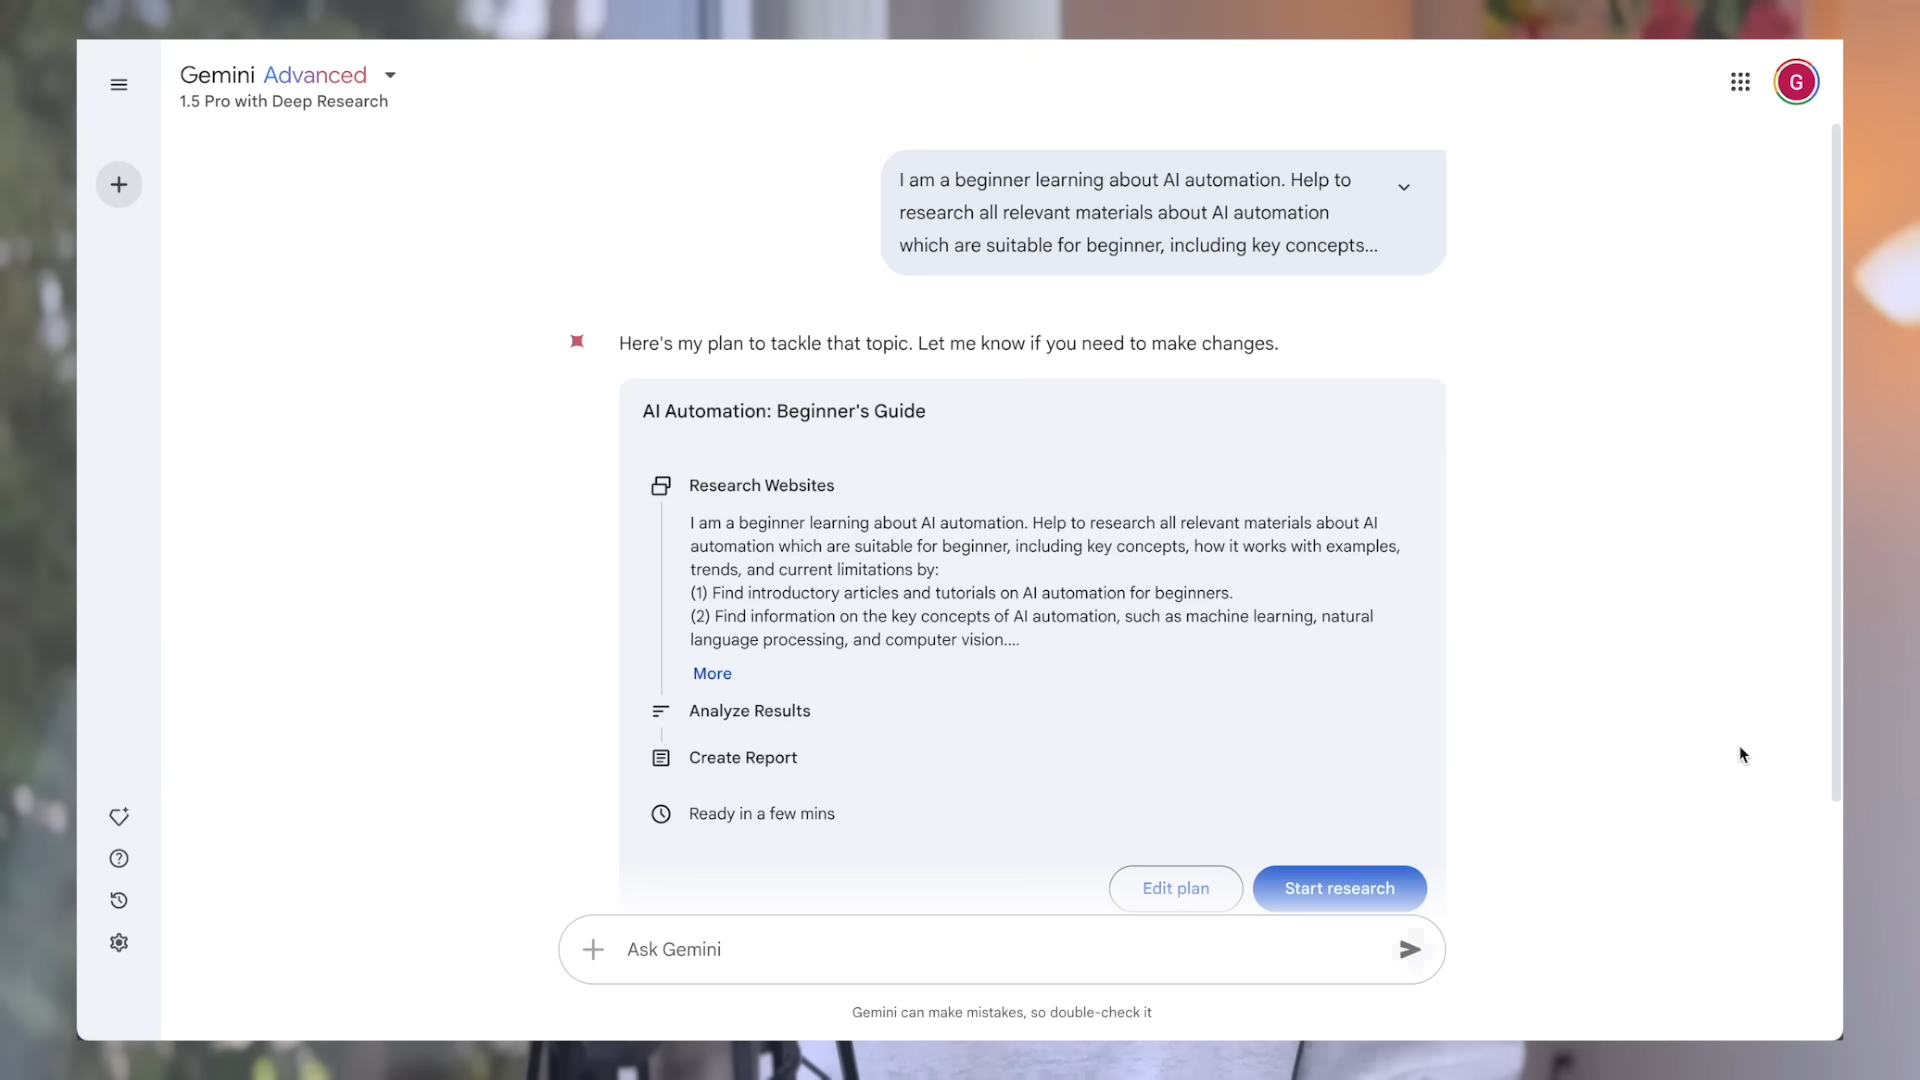 Gemini Advanced
1.5 Pro with Deep Research
G
I am a beginner learning about AI automation. Help to
research all relevant materials about AI automation
which are suitable for beginner, including key concepts...
Here's my plan to tackle that topic. Let me know if you need to make changes.
AI Automation: Beginner's Guide
Research Websites
I am a beginner learning about AI automation. Help to research all relevant materials about AI
automation which are suitable for beginner, including key concepts, how it works with examples,
trends, and current limitations by:
(1) Find introductory articles and tutorials on AI automation for beginners.
(2) Find information on the key concepts of AI automation, such as machine learning, natural
language processing, and computer vision....
More
Analyze Results
Create Report
Ready in a few mins
Edit plan
Start research
Ask Gemini
Gemini can make mistakes, so double-check it